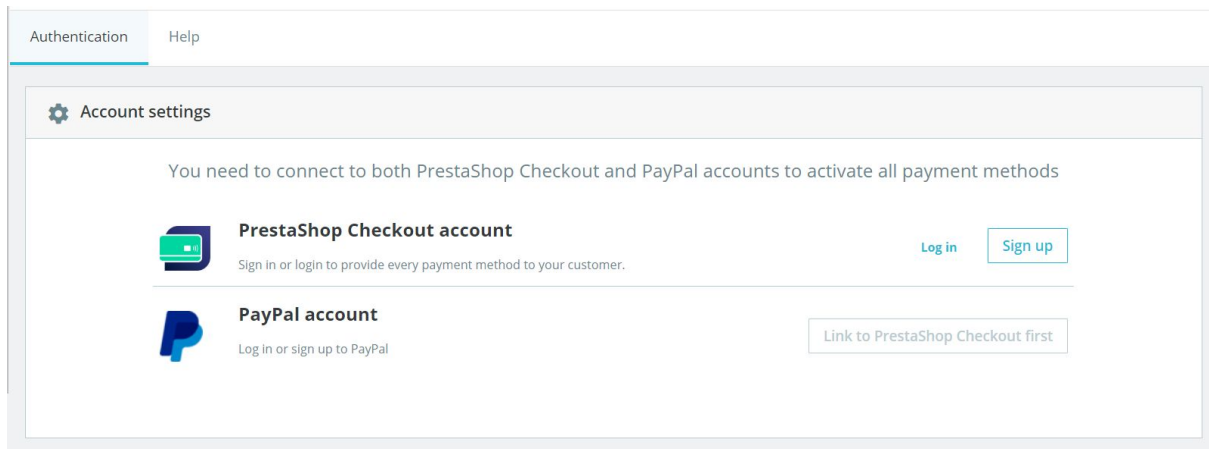 Authentication Help
Account settings
You need to connect to both PrestaShop Checkout and PayPal accounts to activate all payment methods
PrestaShop Checkout account
Sign in or login to provide every payment method to your customer.
Log in Sign up
PayPal account
Log in or sign up to PayPal
Link to PrestaShop Checkout first